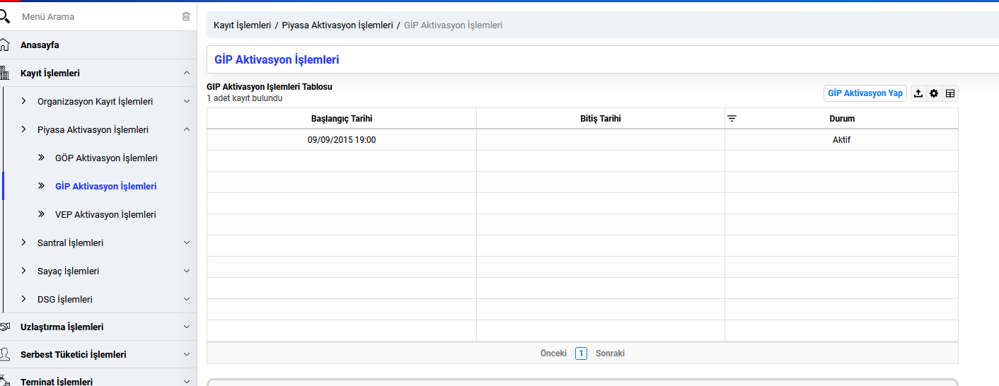 Menü Arama
Anasayfa
Kayıt İşlemleri
Organizasyon Kayıt İşlemleri
Piyasa Aktivasyon İşlemleri
GÖP Aktivasyon İşlemleri
GİP Aktivasyon İşlemleri
VEP Aktivasyon İşlemleri
Santral İşlemleri
Sayaç İşlemleri
DSG İşlemleri
Uzlaştırma İşlemleri
Serbest Tüketici İşlemleri
Teminat İşlemleri
Kayıt İşlemleri / Piyasa Aktivasyon İşlemleri / GİP Aktivasyon İşlemleri
GİP Aktivasyon İşlemleri
GIP Aktivasyon Işlemleri Tablosu
1 adet kayıt bulundu
GİP Aktivasyon Yap
Başlangıç Tarihi Bitiş Tarihi Durum
09/09/2015 19:00 Aktif
Önceki 1 Sonraki